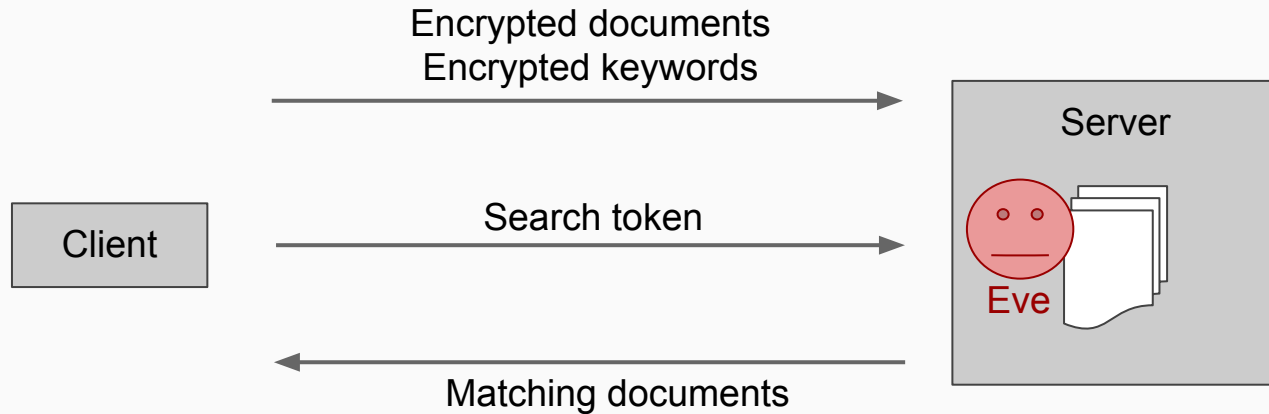 Encrypted documents
Encrypted keywords
Server
Client
Search token
Eve
Matching documents